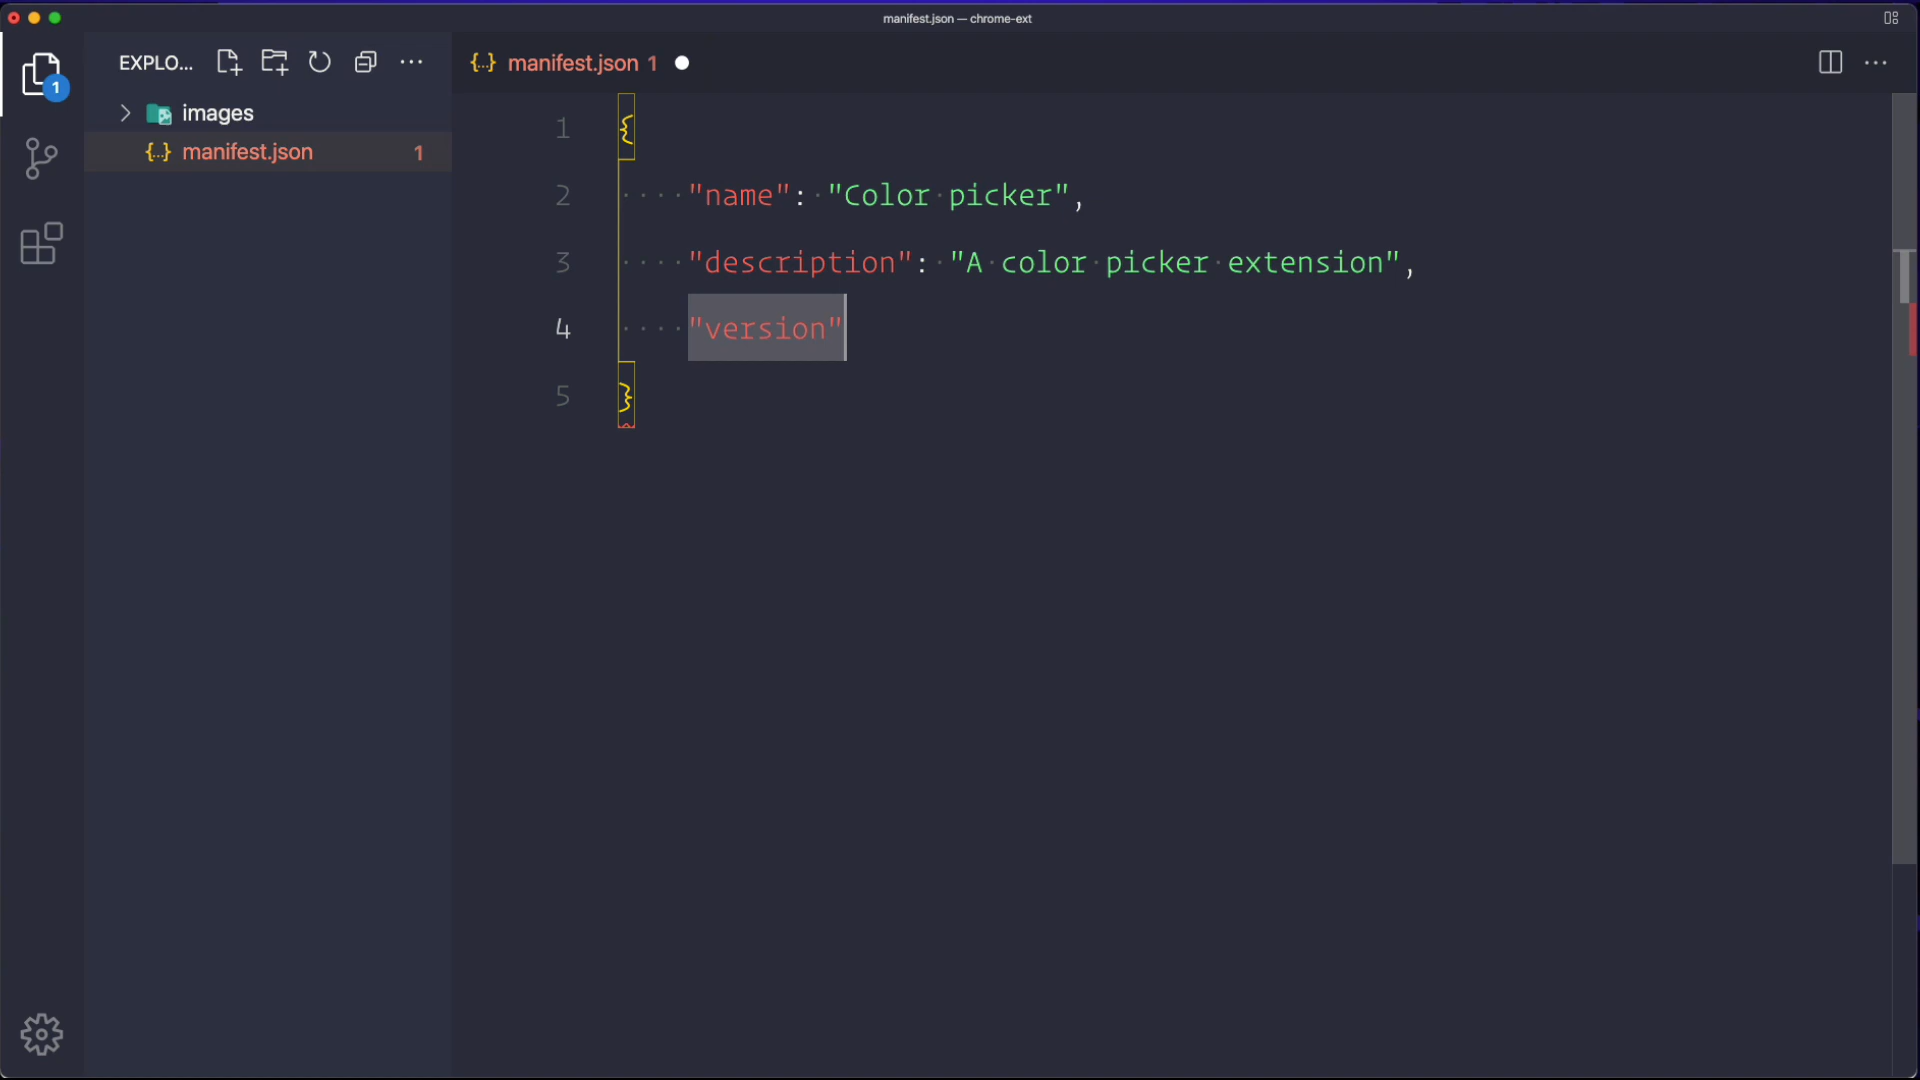 manifest.json — chrome-ext
EXPLO...
manifest.json 1
images
manifest.json 1
1
1 {
2 "name": "Color picker",
3 "description": "A color picker extension",
4 "version"
5 }